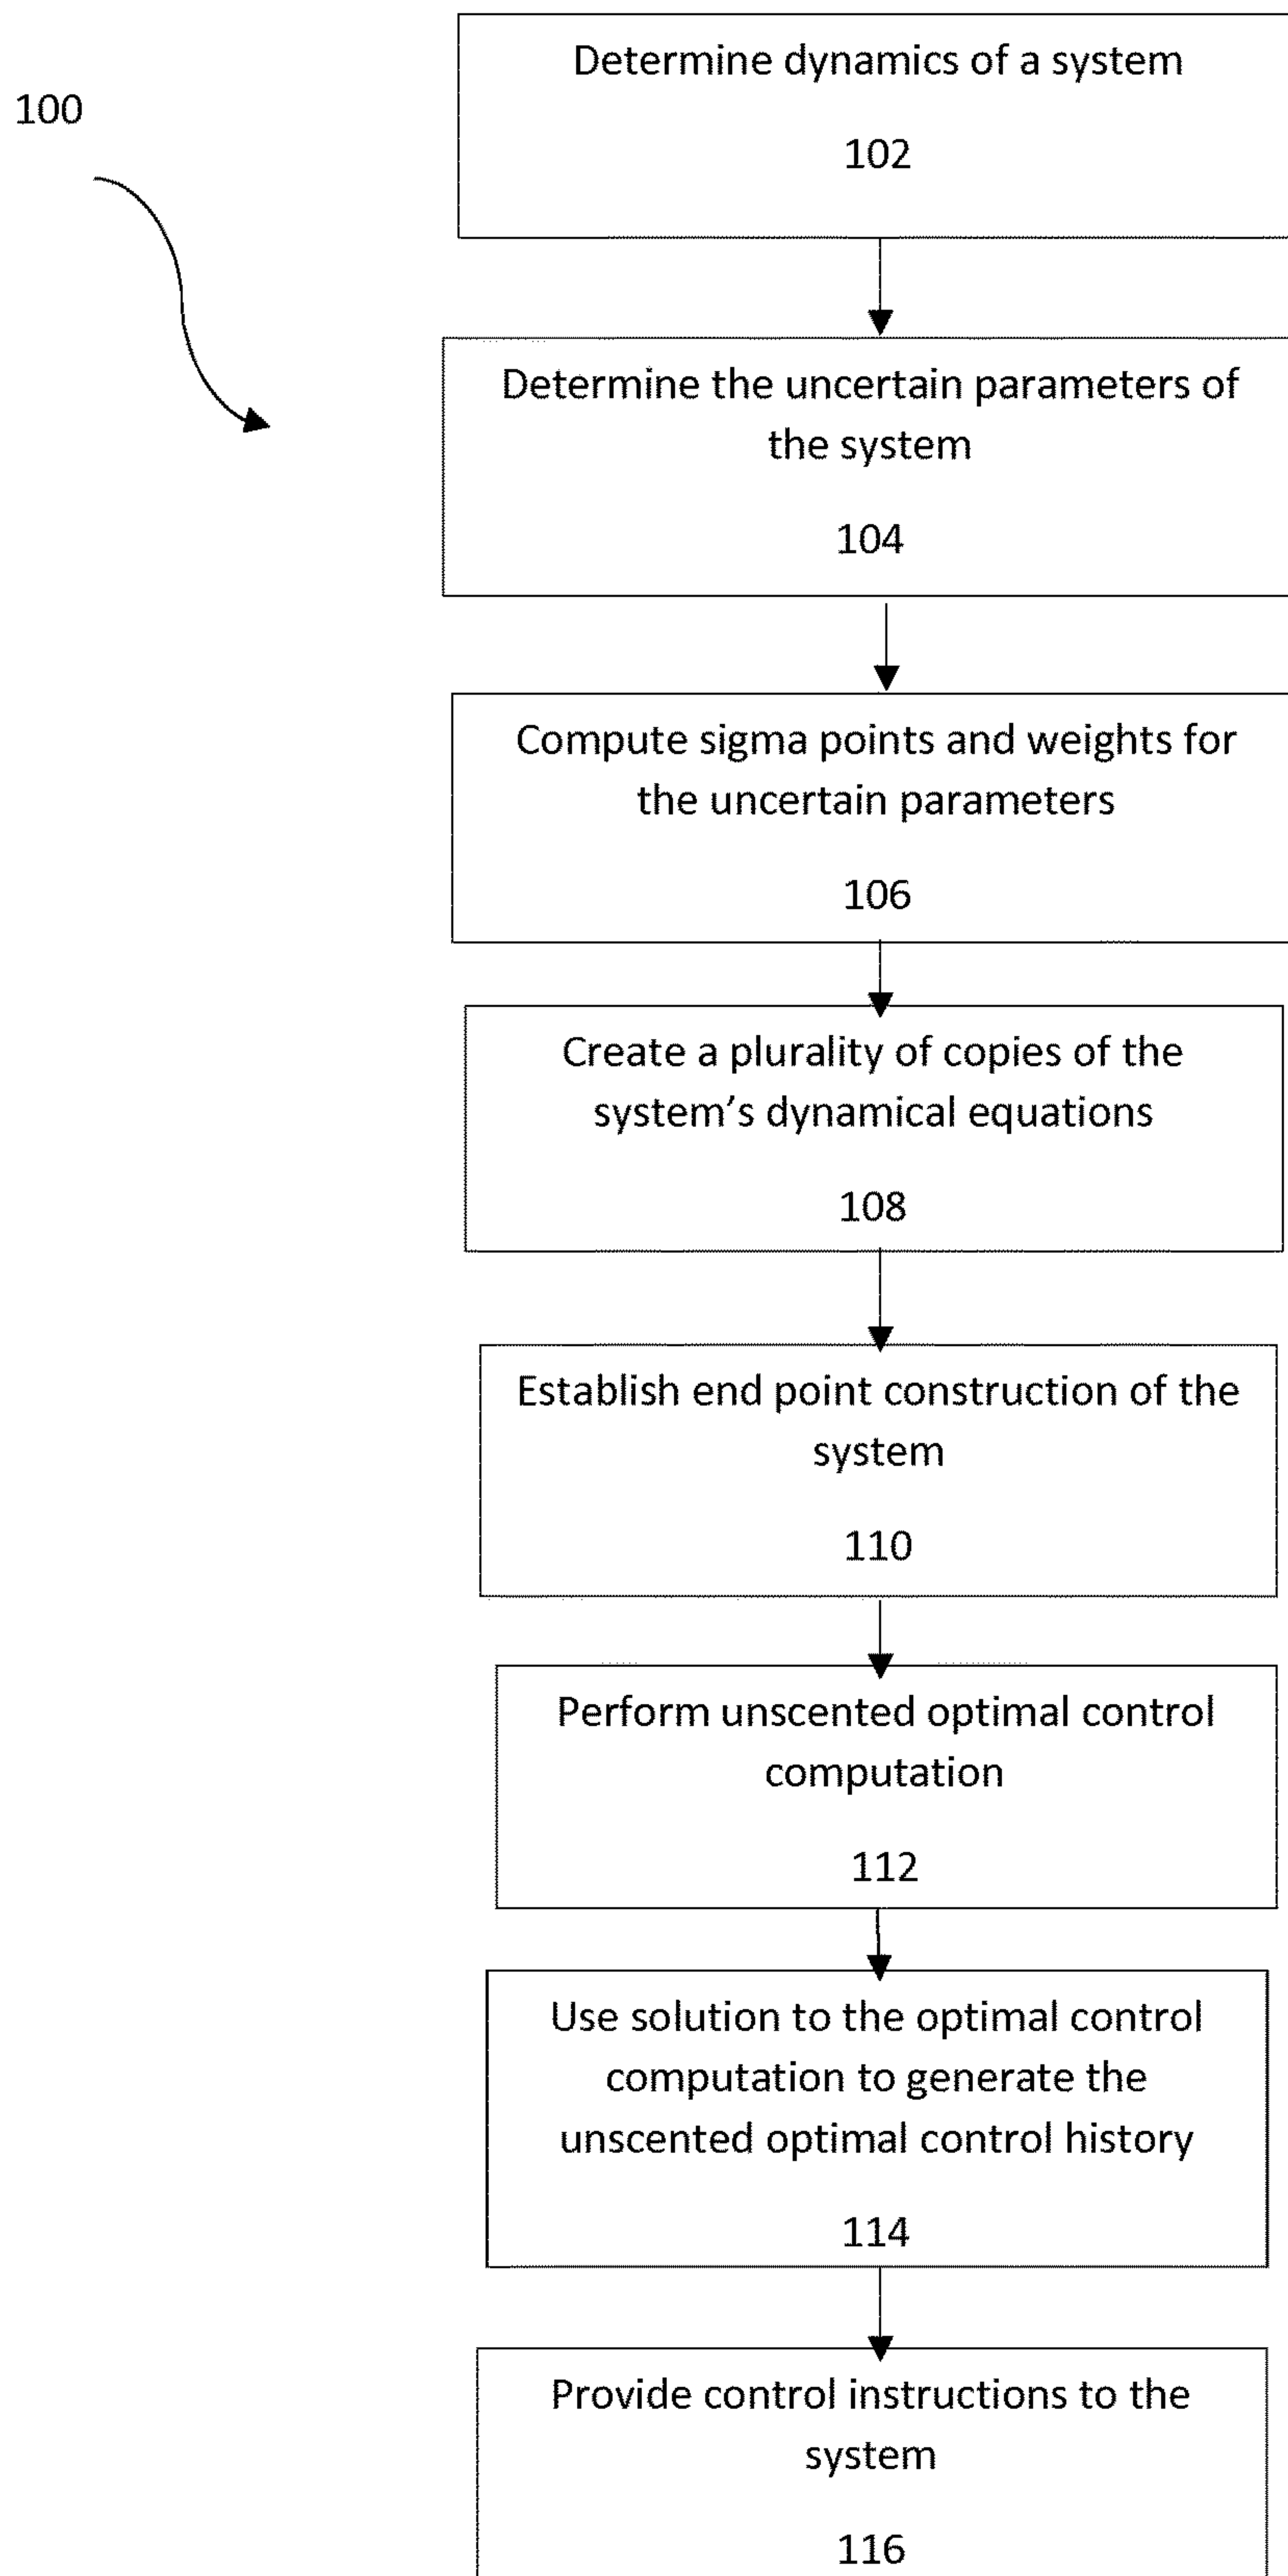 100
Determine dynamics of a system
102
Determine the uncertain parameters of
the system
104
Compute sigma points and weights for
the uncertain parameters
106
Create a plurality of copies of the
system's dynamical equations
108
Establish end point construction of the
system
110
Perform unscented optimal control
computation
112
Use solution to the optimal control
computation to generate the
unscented optimal control history
114
Provide control instructions to the
system
116